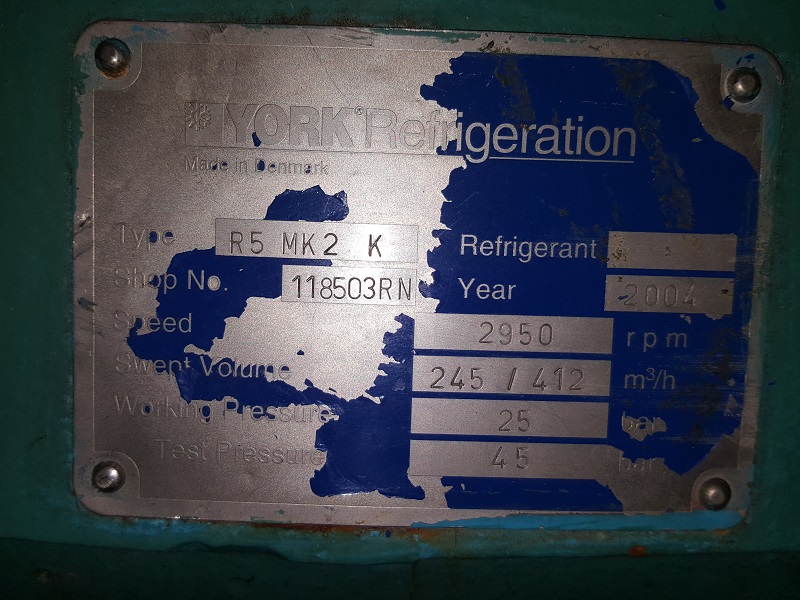 YORK® Refrigeration
Made in Denmark
Type R5 MK2 K Refrigerant
Shop No. 118503RN Year 2004
Speed 2950 rpm
Swept Volume 245 / 412 m³/h
Working Pressure 25 bar
Test Pressure 45 bar